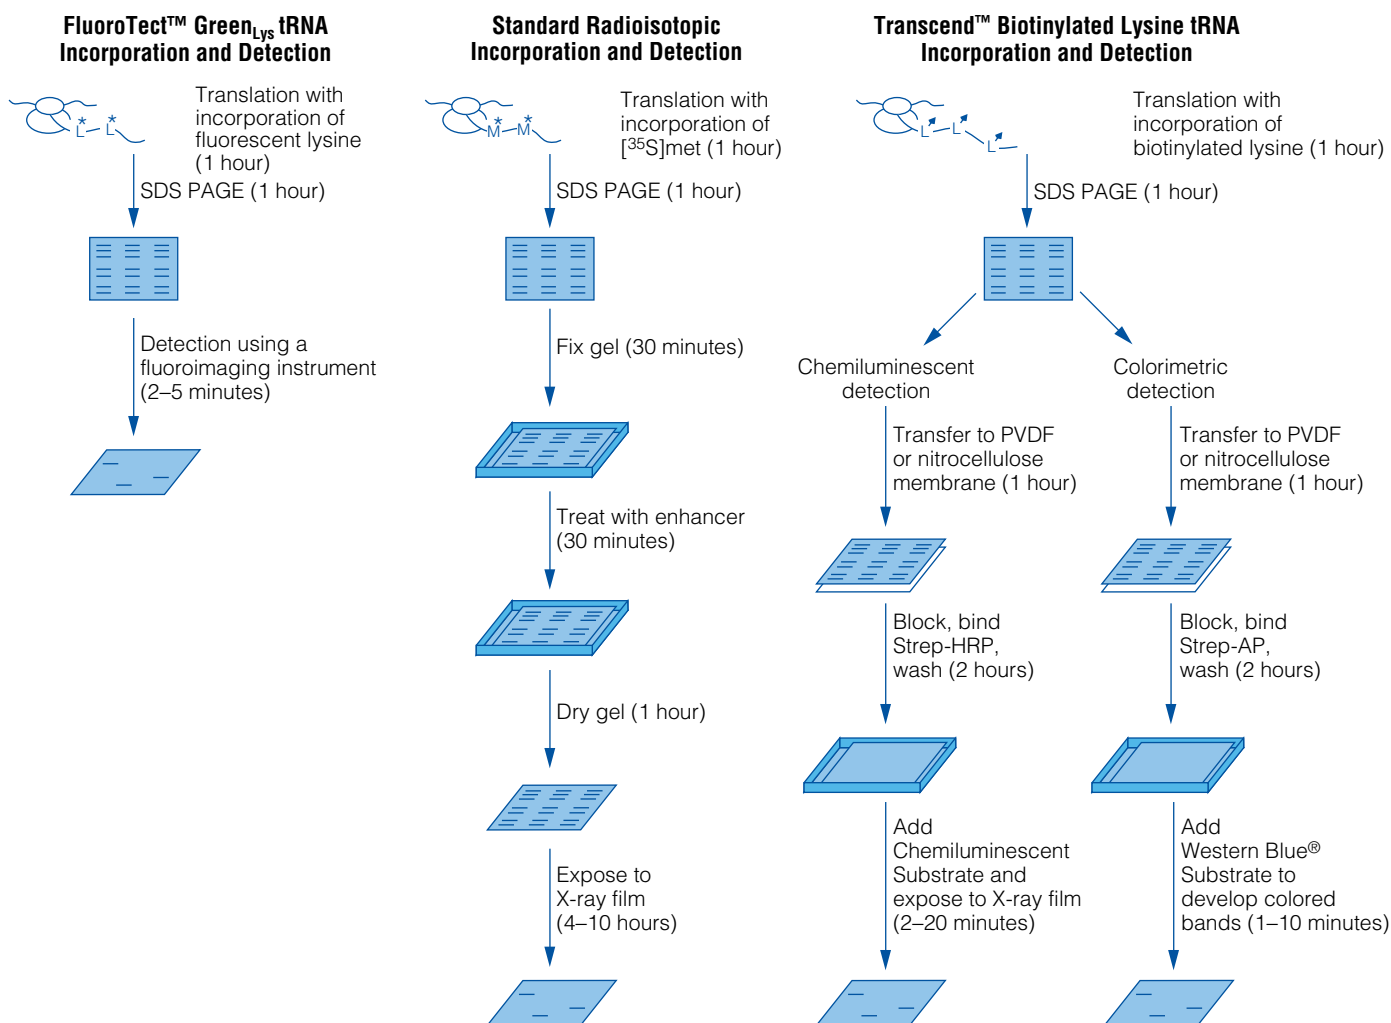 FluoroTect™ GreenLys tRNA
Incorporation and Detection
Translation with
incorporation of
fluorescent lysine
(1 hour)
L* L*
SDS PAGE (1 hour)
Detection using a
fluoroimaging instrument
(2–5 minutes)
Standard Radioisotopic
Incorporation and Detection
Translation with
incorporation of
[35S]met (1 hour)
M* M*
SDS PAGE (1 hour)
Fix gel (30 minutes)
Treat with enhancer
(30 minutes)
Dry gel (1 hour)
Expose to
X-ray film
(4–10 hours)
Transcend™ Biotinylated Lysine tRNA
Incorporation and Detection
Translation with
incorporation of
biotinylated lysine (1 hour)
L L L
SDS PAGE (1 hour)
Chemiluminescent
detection
Transfer to PVDF
or nitrocellulose
membrane (1 hour)
Block, bind
Strep-HRP,
wash (2 hours)
Add
Chemiluminescent
Substrate and
expose to X-ray film
(2–20 minutes)
Colorimetric
detection
Transfer to PVDF
or nitrocellulose
membrane (1 hour)
Block, bind
Strep-AP,
wash (2 hours)
Add
Western Blue®
Substrate to
develop colored
bands (1–10 minutes)